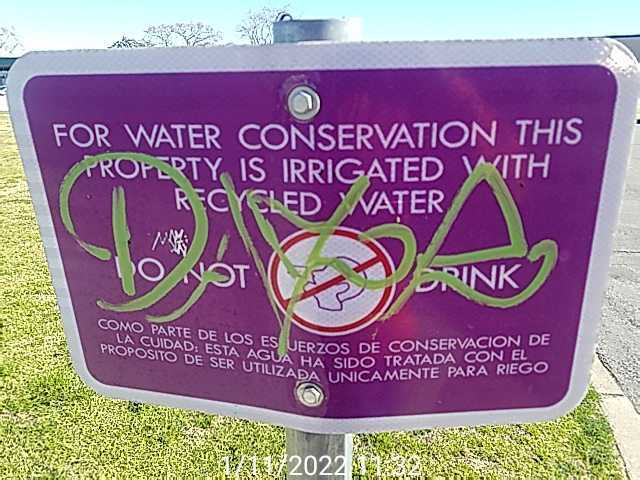 FOR WATER CONSERVATION THIS
PROPERTY IS IRRIGATED WITH
RECYCLED WATER
DO NOT DRINK
COMO PARTE DE LOS ESFUERZOS DE CONSERVACION DE
LA CUIDAD; ESTA AGUA HA SIDO TRATADA CON EL
PROPOSITO DE SER UTILIZADA UNICAMENTE PARA RIEGO
1/11/2022 11:32